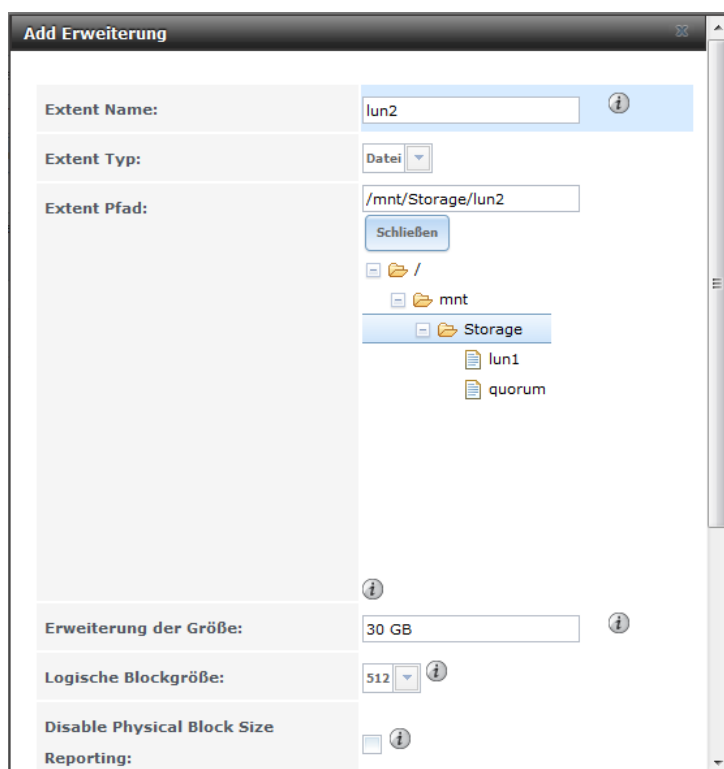 Add Erweiterung
Extent Name:
lun2
Extent Typ:
Datei
Extent Pfad:
/mnt/Storage/lun2
Schließen
/
mnt
Storage
lun1
quorum
Erweiterung der Größe:
30 GB
Logische Blockgröße:
512
Disable Physical Block Size
Reporting: